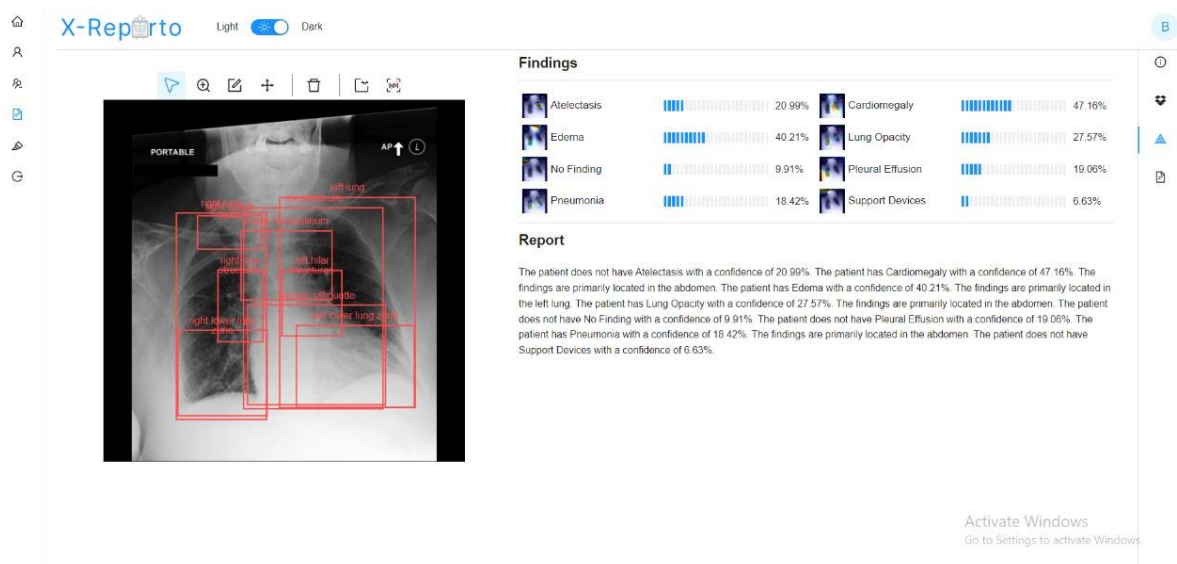 X-Reporto
Light
Dark
B
PORTABLE
AP
L
left lung
mediastinum
zone
right hilar
structures
left hilar
structures
cardiac silhouette
right lower lung
zone
left lower lung zone
Findings
Atelectasis 20.99% Cardiomegaly 47.16%
Edema 40.21% Lung Opacity 27.57%
No Finding 9.91% Pleural Effusion 19.06%
Pneumonia 18.42% Support Devices 6.63%
Report
The patient does not have Atelectasis with a confidence of 20.99%. The patient has Cardiomegaly with a confidence of 47.16%. The
findings are primarily located in the abdomen. The patient has Edema with a confidence of 40.21%. The findings are primarily located in
the left lung. The patient has Lung Opacity with a confidence of 27.57%. The findings are primarily located in the abdomen. The patient
does not have No Finding with a confidence of 9.91%. The patient does not have Pleural Effusion with a confidence of 19.06%. The
patient has Pneumonia with a confidence of 18.42%. The findings are primarily located in the abdomen. The patient does not have
Support Devices with a confidence of 6.63%.
Activate Windows
Go to Settings to activate Windows.